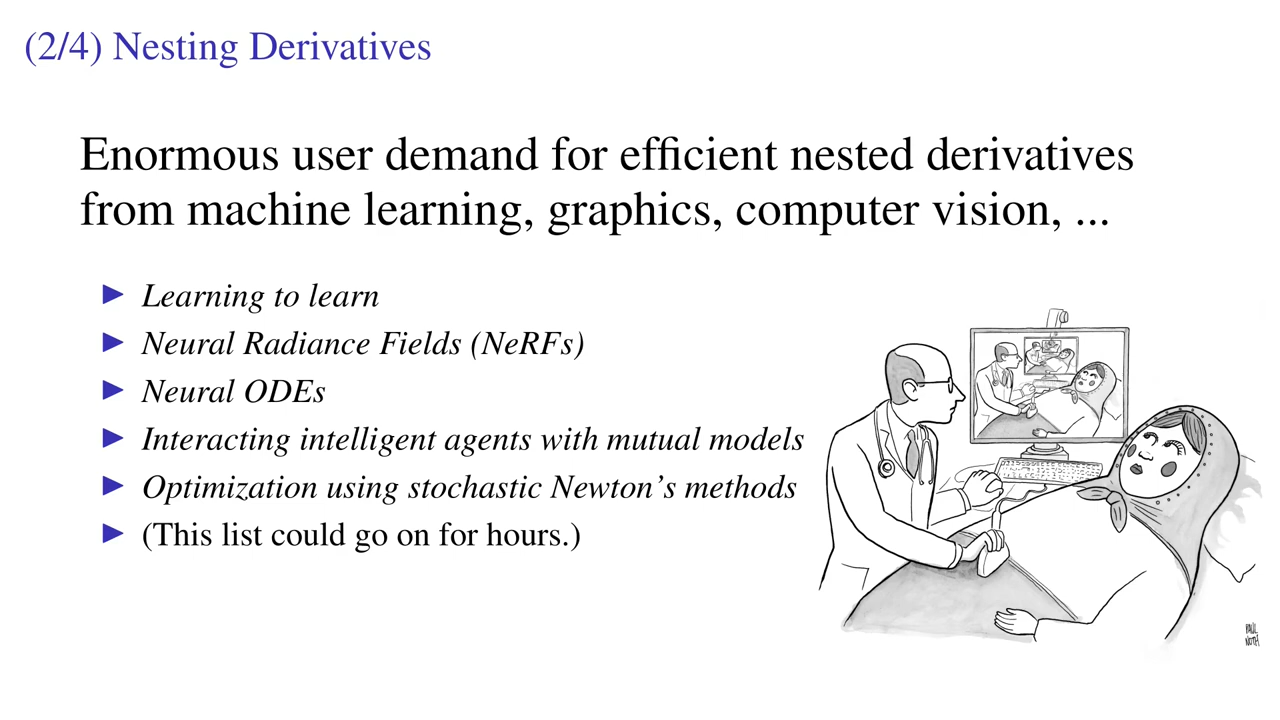 (2/4) Nesting Derivatives
Enormous user demand for efficient nested derivatives
from machine learning, graphics, computer vision, ...
▶ Learning to learn
▶ Neural Radiance Fields (NeRFs)
▶ Neural ODEs
▶ Interacting intelligent agents with mutual models
▶ Optimization using stochastic Newton's methods
▶ (This list could go on for hours.)
PAUL
NOTH